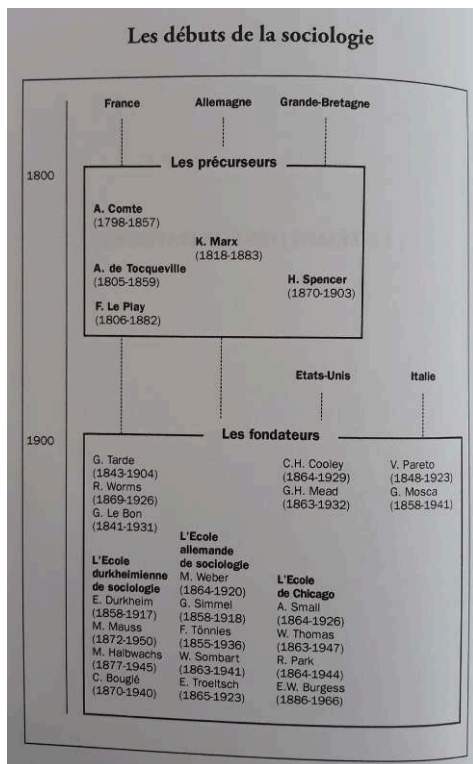 Les débuts de la sociologie
France Allemagne Grande-Bretagne
Les précurseurs
1800
A. Comte
(1798-1857)
K. Marx
(1818-1883)
A. de Tocqueville
(1805-1859)
H. Spencer
(1870-1903)
F. Le Play
(1806-1882)
Etats-Unis Italie
1900
Les fondateurs
G. Tarde
(1843-1904)
R. Worms
(1869-1926)
G. Le Bon
(1841-1931)
C.H. Cooley
(1864-1929)
G.H. Mead
(1863-1932)
V. Pareto
(1848-1923)
G. Mosca
(1858-1941)
L'Ecole
durkheimienne
de sociologie
E. Durkheim
(1858-1917)
M. Mauss
(1872-1950)
M. Halbwachs
(1877-1945)
C. Bouglé
(1870-1940)
L'Ecole
allemande
de sociologie
M. Weber
(1864-1920)
G. Simmel
(1858-1918)
F. Tönnies
(1855-1936)
W. Sombart
(1863-1941)
E. Troeltsch
(1865-1923)
L'Ecole
de Chicago
A. Small
(1864-1926)
W. Thomas
(1863-1947)
R. Park
(1864-1944)
E.W. Burgess
(1886-1966)